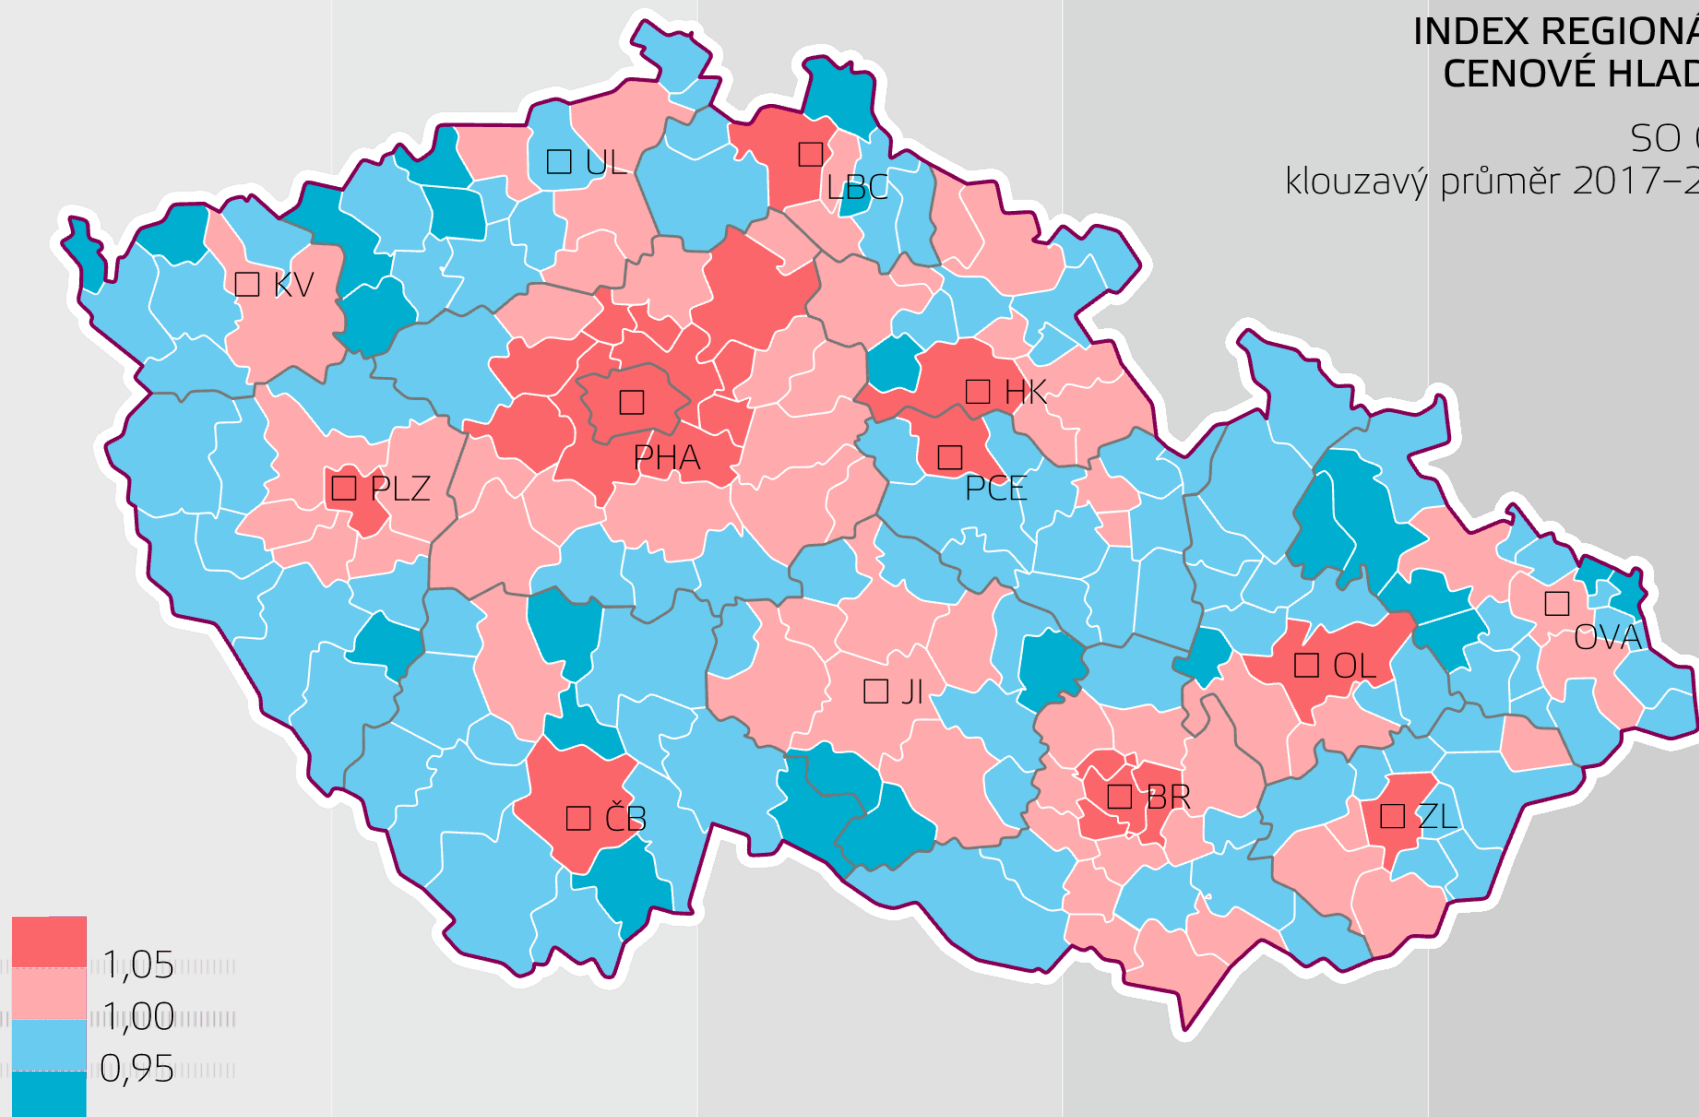 INDEX REGIONÁ
CENOVÉ HLAD
SO
klouzavý průměr 2017–2
UL
LBC
KV
HK
PHA
PLZ
PCE
OVA
OL
JI
BR
ČB
ZL
1,05
1,00
0,95